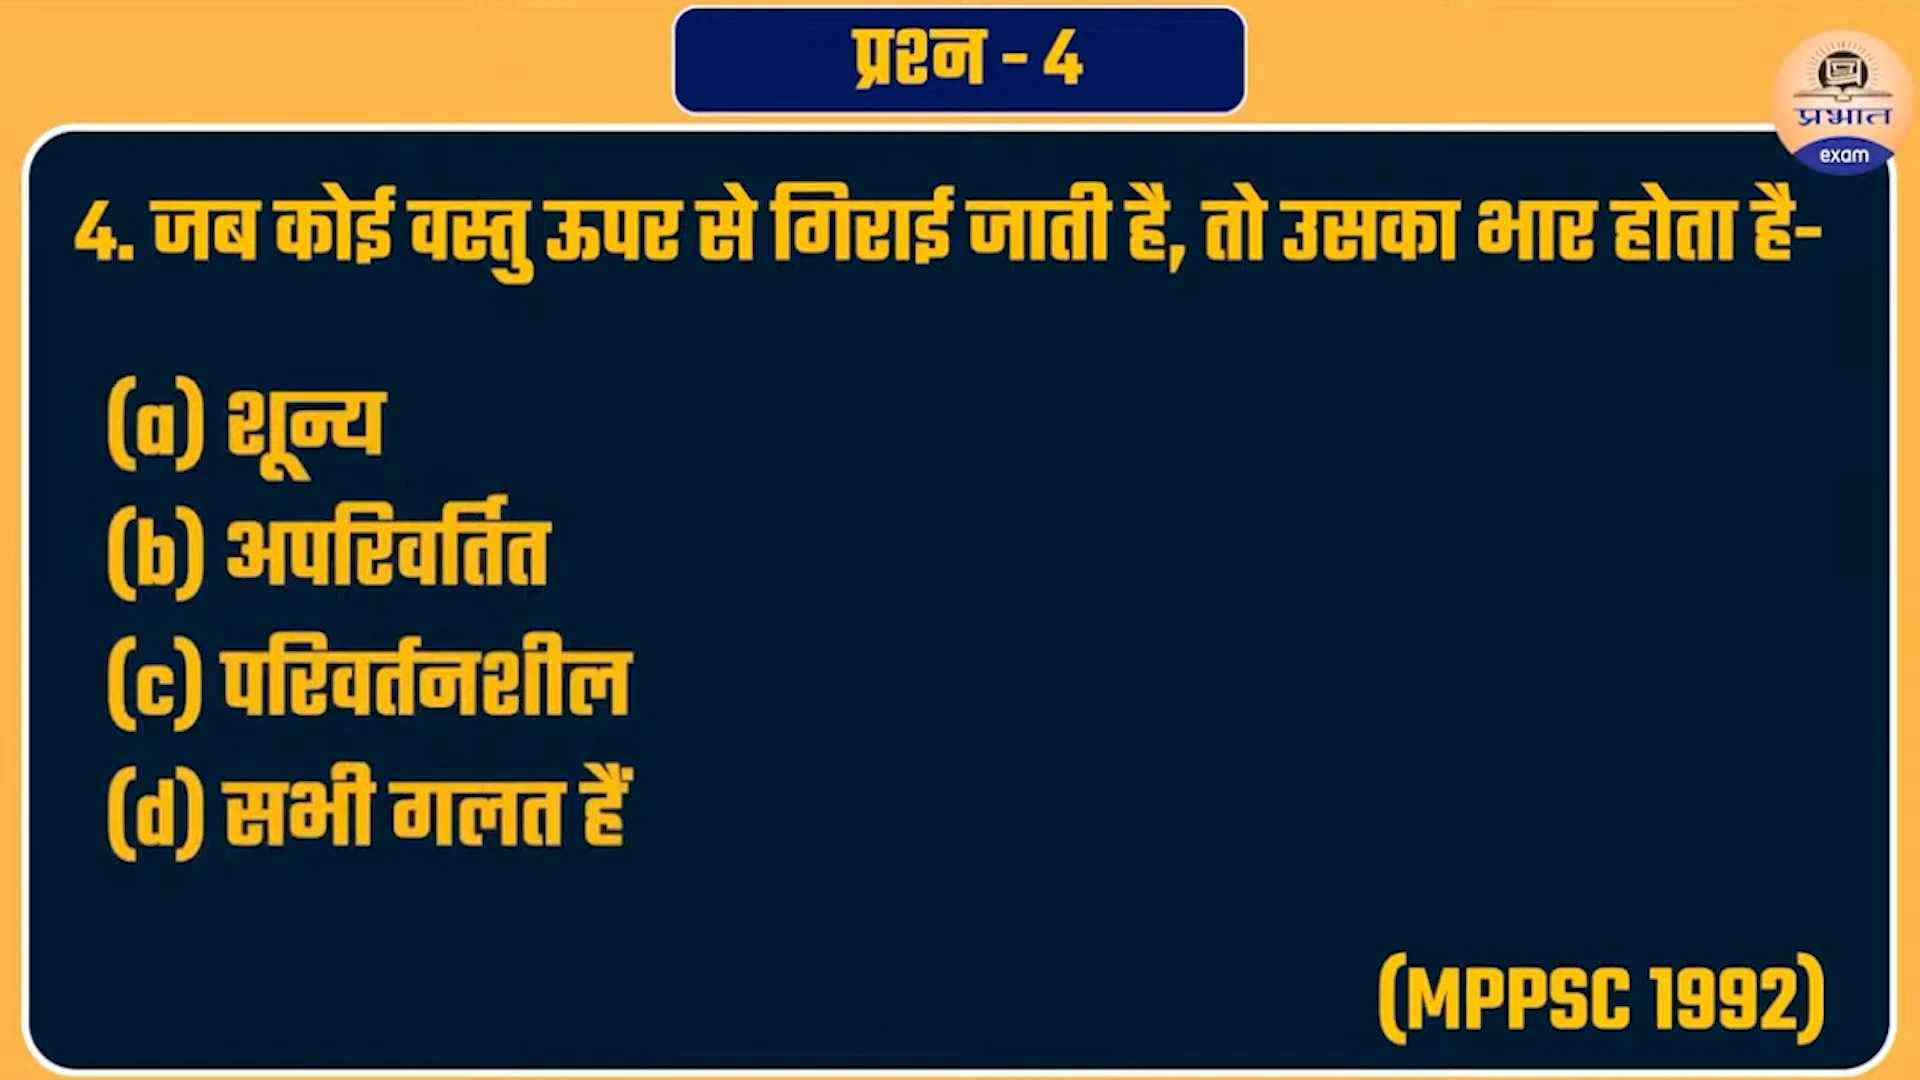 प्रश्न - 4
प्रभात
exam
4. जब कोई वस्तु ऊपर से गिराई जाती है, तो उसका भार होता है-
(a) शून्य
(b) अपरिवर्तित
(c) परिवर्तनशील
(d) सभी गलत हैं
(MPPSC 1992)